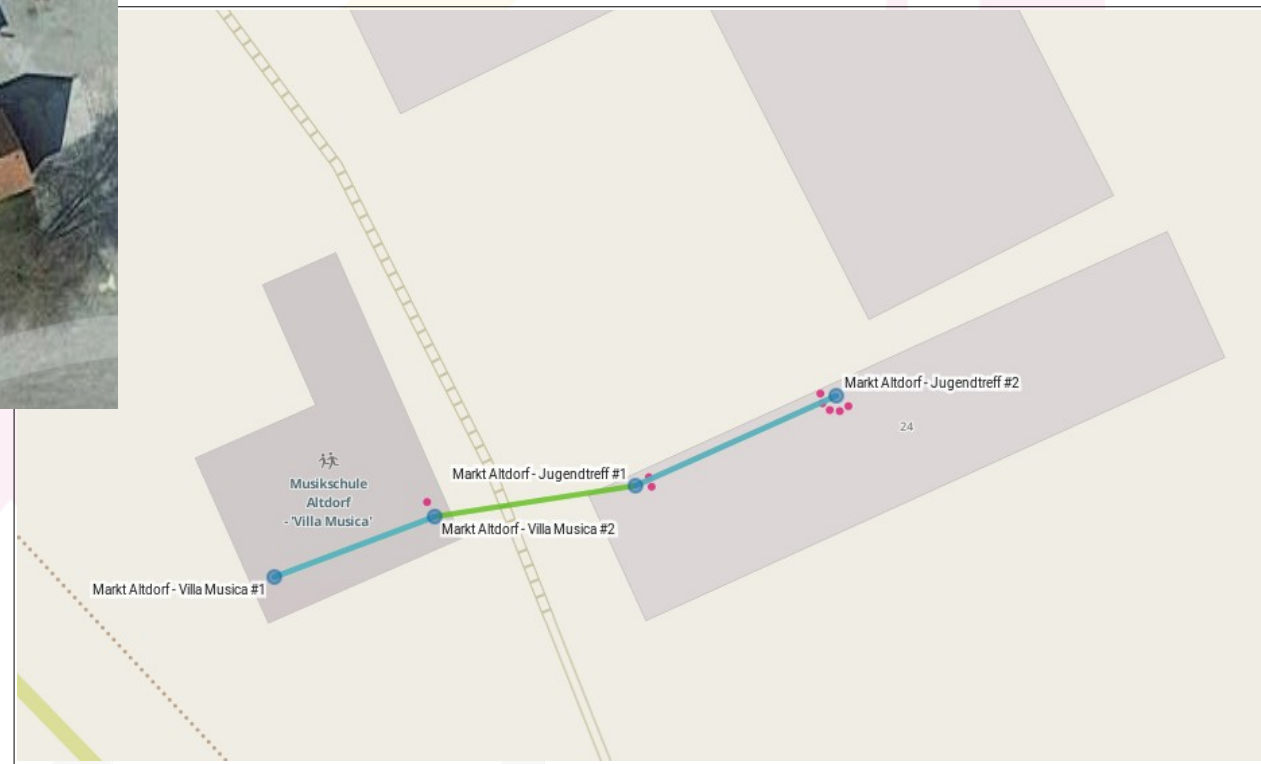 Markt Altdorf - Jugendtreff #2
24
Markt Altdorf - Jugendtreff #1
Musikschule
Altdorf
- 'Villa Musica'
Markt Altdorf - Villa Musica #2
Markt Altdorf - Villa Musica #1